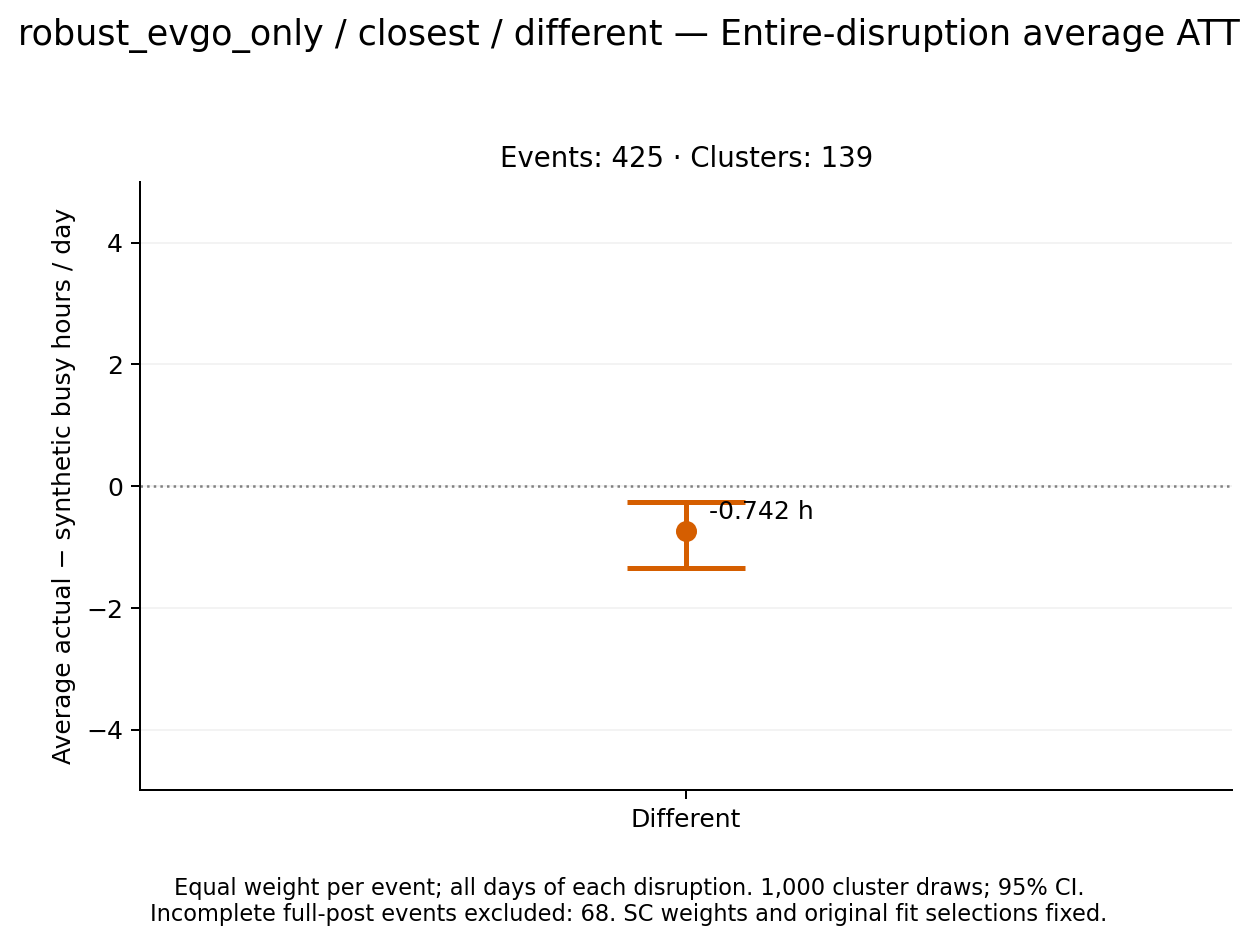 robust_evgo_only / closest / different — Entire-disruption average ATT
Events: 425 · Clusters: 139
Average actual − synthetic busy hours / day
4
2
0
−2
−4
-0.742 h
Different
Equal weight per event; all days of each disruption. 1,000 cluster draws; 95% CI.
Incomplete full-post events excluded: 68. SC weights and original fit selections fixed.